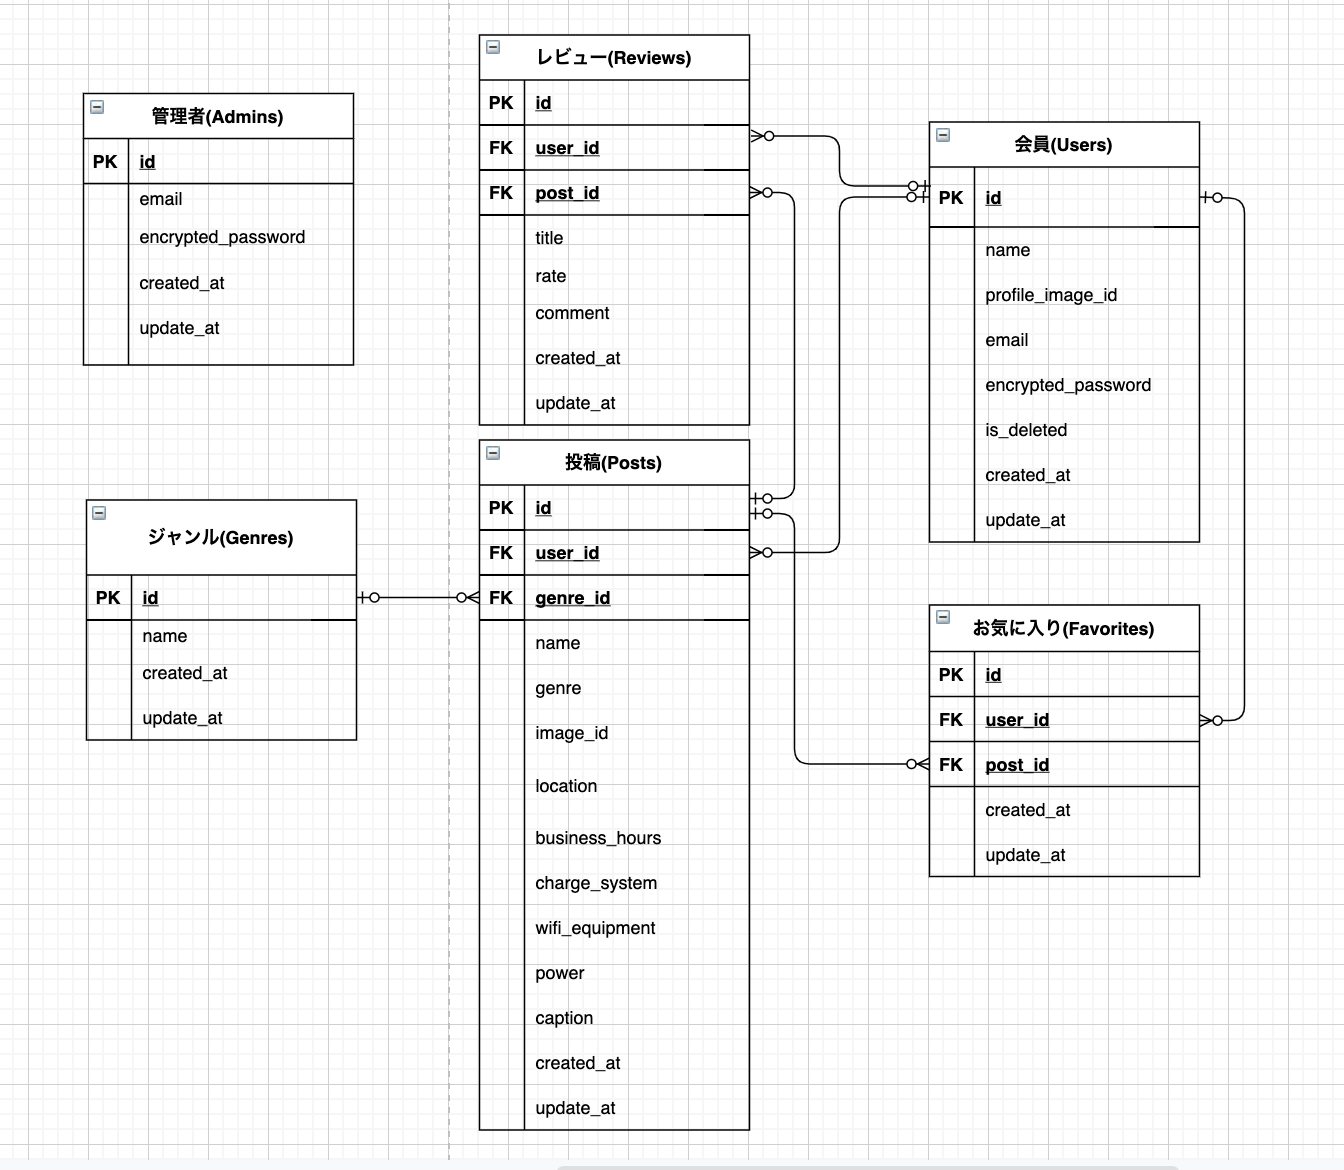 管理者(Admins)
PK id
email
encrypted_password
created_at
update_at
ジャンル(Genres)
PK id
name
created_at
update_at
レビュー(Reviews)
PK id
FK user_id
FK post_id
title
rate
comment
created_at
update_at
投稿(Posts)
PK id
FK user_id
FK genre_id
name
genre
image_id
location
business_hours
charge_system
wifi_equipment
power
caption
created_at
update_at
会員(Users)
PK id
name
profile_image_id
email
encrypted_password
is_deleted
created_at
update_at
お気に入り(Favorites)
PK id
FK user_id
FK post_id
created_at
update_at